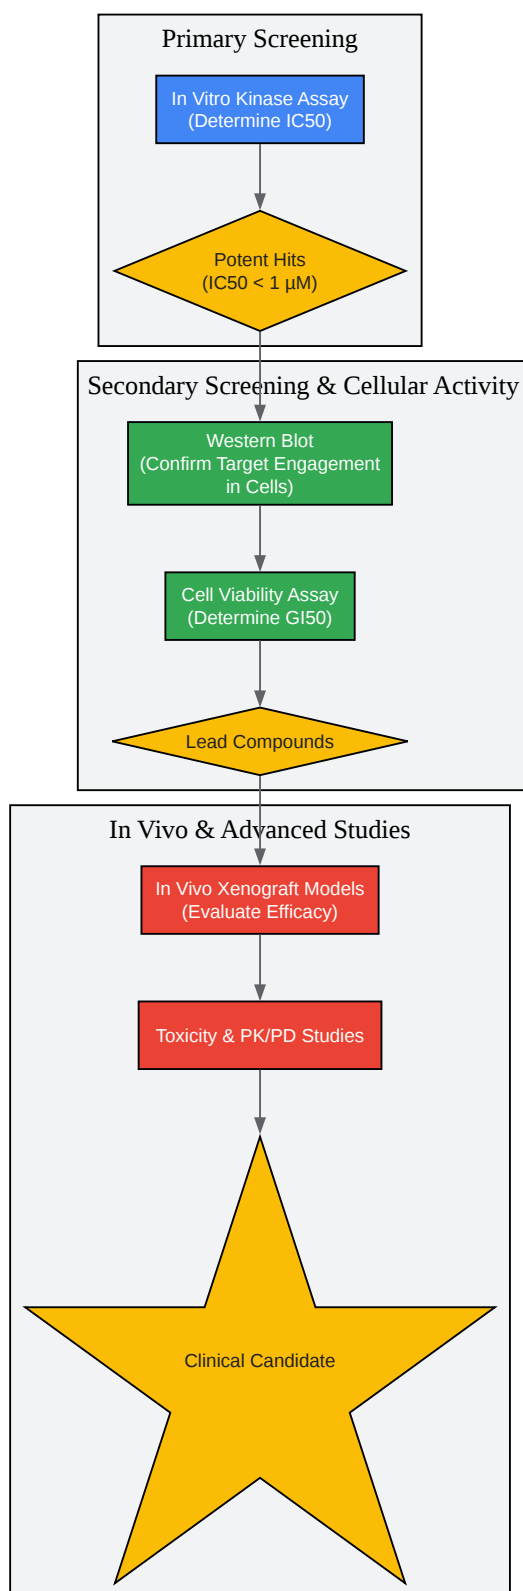 Primary Screening
In Vitro Kinase Assay
(Determine IC50)
Potent Hits
(IC50 < 1 µM)
Secondary Screening & Cellular Activity
Western Blot
(Confirm Target Engagement
in Cells)
Cell Viability Assay
(Determine GI50)
Lead Compounds
In Vivo & Advanced Studies
In Vivo Xenograft Models
(Evaluate Efficacy)
Toxicity & PK/PD Studies
Clinical Candidate